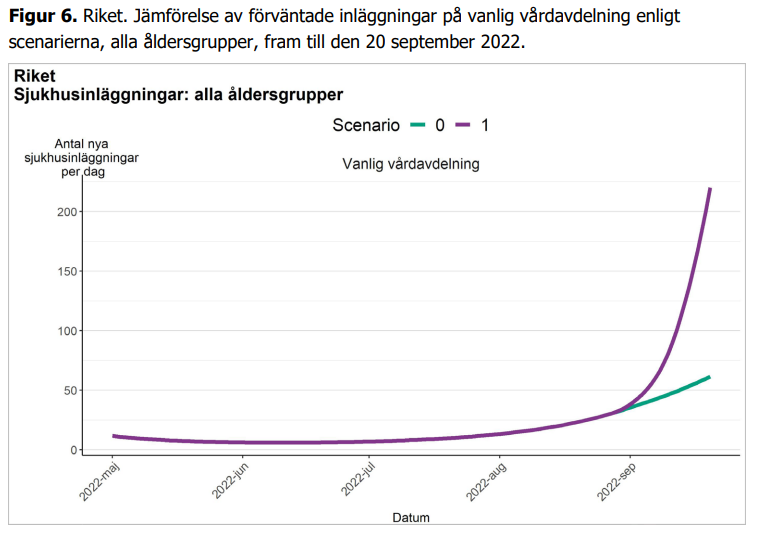 Figur 6. Riket. Jämförelse av förväntade inläggningar på vanlig vårdavdelning enligt
scenarierna, alla åldersgrupper, fram till den 20 september 2022.
Riket
Sjukhusinläggningar: alla åldersgrupper
Scenario 0 1
Antal nya
sjukhusinläggningar
per dag
Vanlig vårdavdelning
200
150
100
50
0
2022-maj
2022-jun
2022-jul
2022-aug
2022-sep
Datum